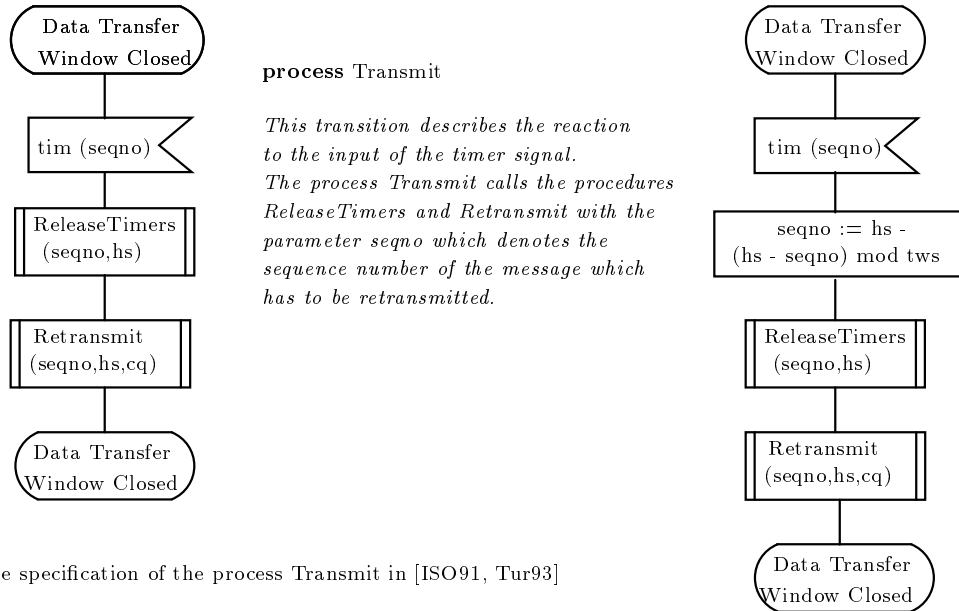 Data Transfer
Window Closed
tim (seqno)
ReleaseTimers
(seqno,hs)
Retransmit
(seqno,hs,cq)
Data Transfer
Window Closed
process Transmit
This transition describes the reaction
to the input of the timer signal.
The process Transmit calls the procedures
ReleaseTimers and Retransmit with the
parameter seqno which denotes the
sequence number of the message which
has to be retransmitted.
Data Transfer
Window Closed
tim (seqno)
seqno := hs -
(hs - seqno) mod tws
ReleaseTimers
(seqno,hs)
Retransmit
(seqno,hs,cq)
Data Transfer
Window Closed
e specification of the process Transmit in [ISO91, Tur93]